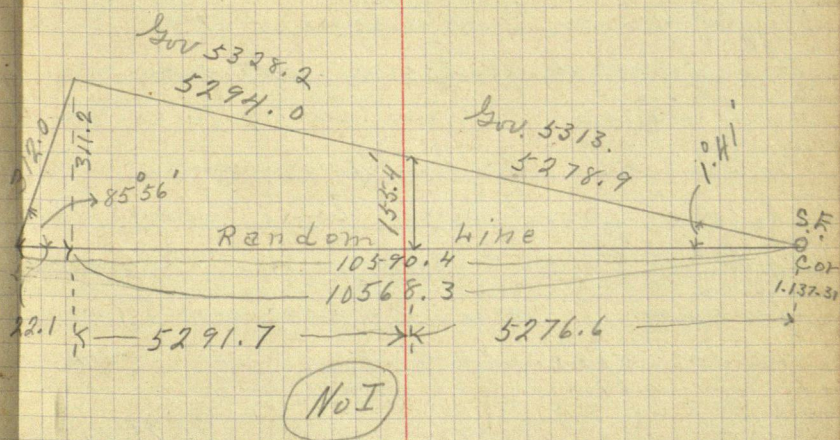 Gov 5328.2
5294.0
Gov. 5313.
5278.9
1°.41'
312.0
311.2
85°56'
155.4'
S.E.
Cor
1-137-31
Random Line
10590.4
10568.3
22.1
5291.7
5276.6
No I